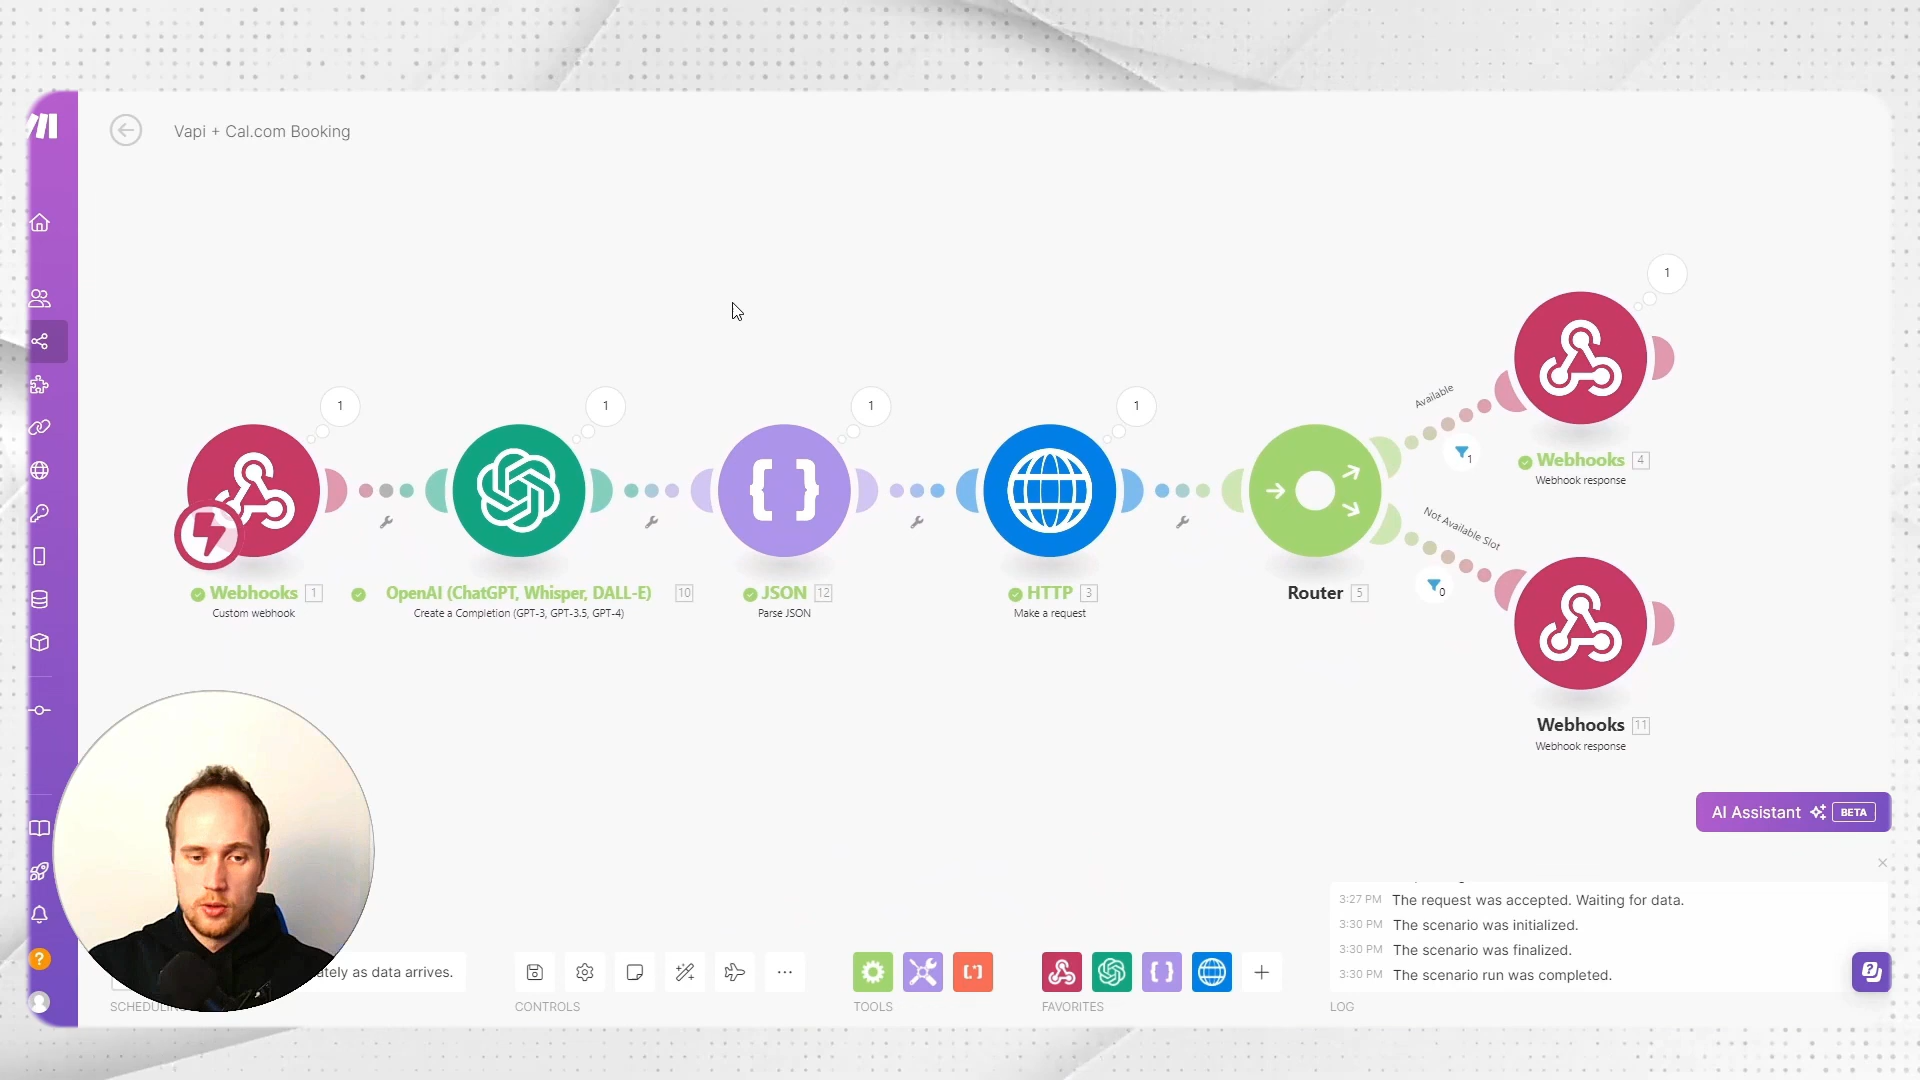 Vapi + Cal.com Booking
1
1
1
1
1
Available
1
Webhooks 4
Webhook response
Not Available Slot
0
Webhooks 1
Custom webhook
OpenAI (ChatGPT, Whisper, DALL-E) 10
Create a Completion (GPT-3, GPT-3.5, GPT-4)
JSON 12
Parse JSON
HTTP 3
Make a request
Router 5
Webhooks 11
Webhook response
AI Assistant BETA
3:27 PM The request was accepted. Waiting for data.
3:30 PM The scenario was initialized.
3:30 PM The scenario was finalized.
3:30 PM The scenario run was completed.
as data arrives.
CONTROLS
TOOLS
FAVORITES
LOG